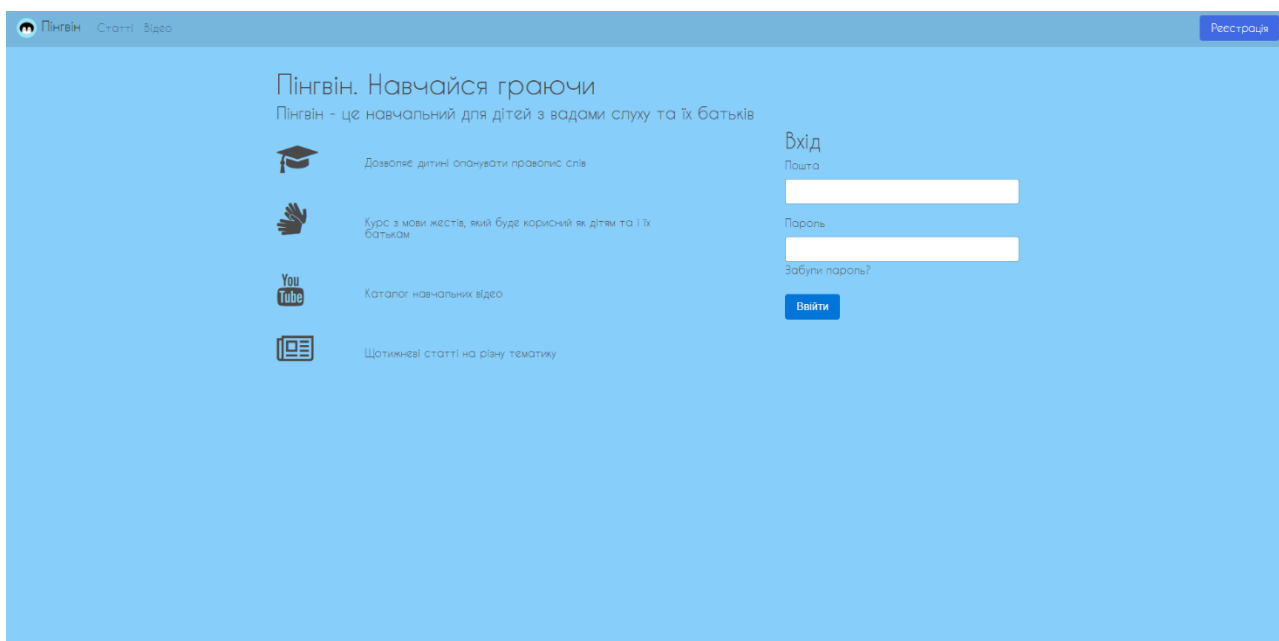 Пінгвін Статті Відео Реєстрація
Пінгвін. Навчайся граючи
Пінгвін - це навчальний для дітей з вадами слуху та їх батьків
Дозволяє дитині опанувати правопис слів
Курс з мови жестів, який буде корисний як дітям та і їх
батькам
You
Tube
Каталог навчальних відео
Щотижневі статті на різну тематику
Вхід
Пошта
Пароль
Забули пароль?
Ввійти